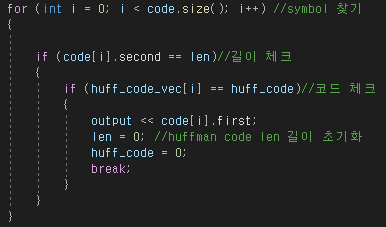 for (int i = 0; i < code.size(); i++) //symbol 찾기
{
if (code[i].second == len)//길이 체크
{
if (huff_code_vec[i] == huff_code)//코드 체크
{
output << code[i].first;
len = 0; //huffman code len 길이 초기화
huff_code = 0;
break;
}
}
}